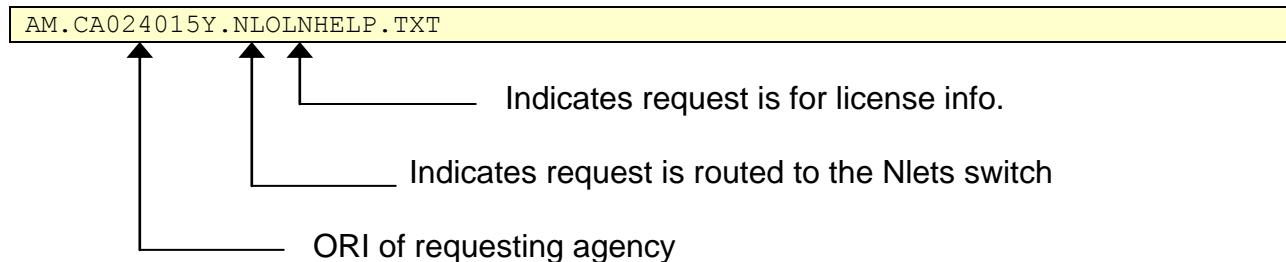 AM.CA024015Y.NLOLNHELP.TXT
Indicates request is for license info.
Indicates request is routed to the Nlets switch
ORI of requesting agency